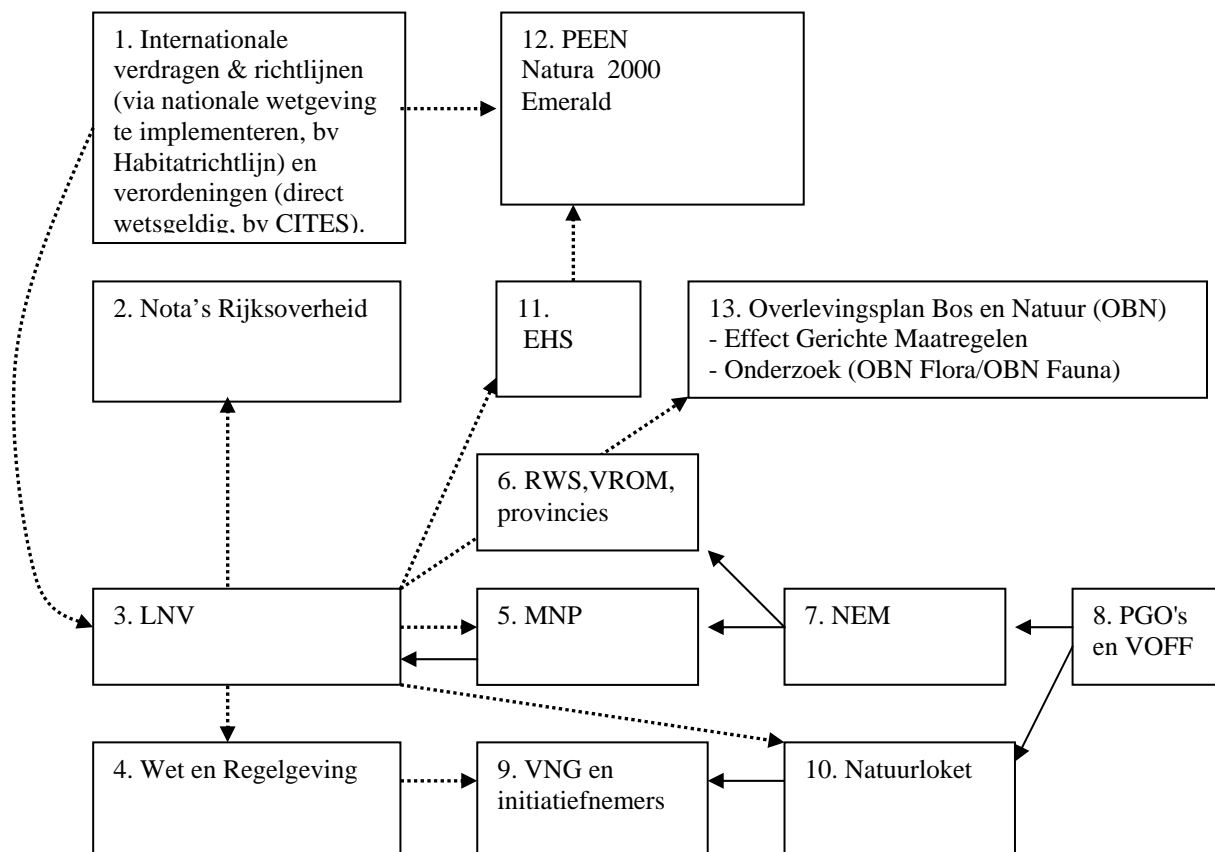 1. Internationale
verdragen & richtlijnen
(via nationale wetgeving
te implementeren, bv
Habitatrichtlijn) en
verordeningen (direct
wetsgeldig, bv CITES).
12. PEEN
Natura 2000
Emerald
2. Nota’s Rijksoverheid
11.
EHS
13. Overlevingsplan Bos en Natuur (OBN)
- Effect Gerichte Maatregelen
- Onderzoek (OBN Flora/OBN Fauna)
6. RWS,VROM,
provincies
3. LNV
5. MNP
7. NEM
8. PGO's
en VOFF
4. Wet en Regelgeving
9. VNG en
initiatiefnemers
10. Natuurloket